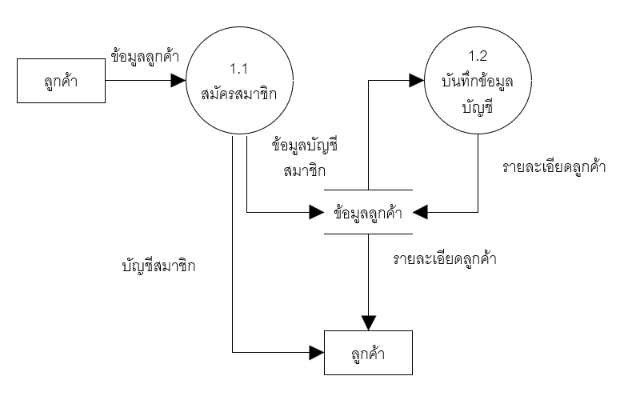 ข้อมูลลูกค้า
ลูกค้า
1.1
สมัครสมาชิก
1.2
บันทึกข้อมูล
บัญชี
ข้อมูลบัญชี
สมาชิก
รายละเอียดลูกค้า
ข้อมูลลูกค้า
บัญชีสมาชิก
รายละเอียดลูกค้า
ลูกค้า